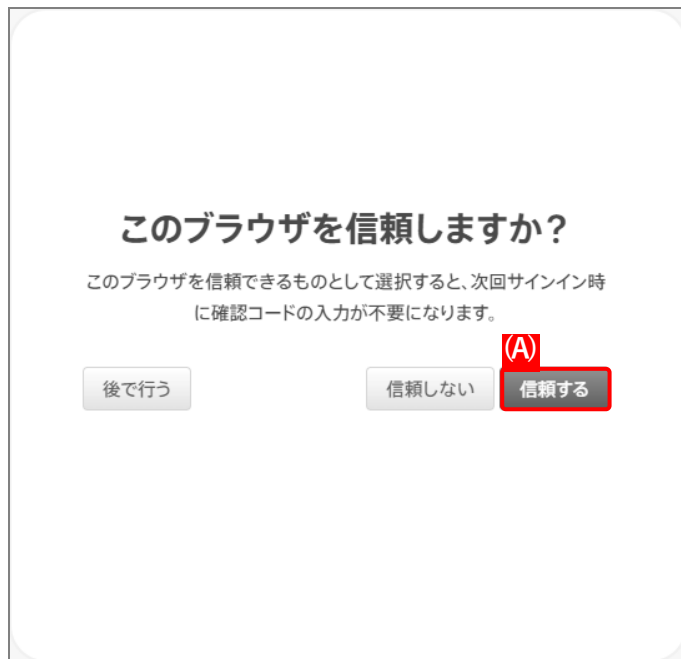 このブラウザを信頼しますか?
このブラウザを信頼できるものとして選択すると、次回サインイン時
に確認コードの入力が不要になります。
(A)
後で行う
信頼しない
信頼する